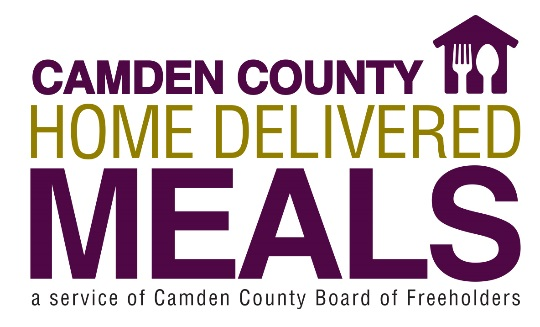 CAMDEN COUNTY
HOME DELIVERED
MEALS
a service of Camden County Board of Freeholders